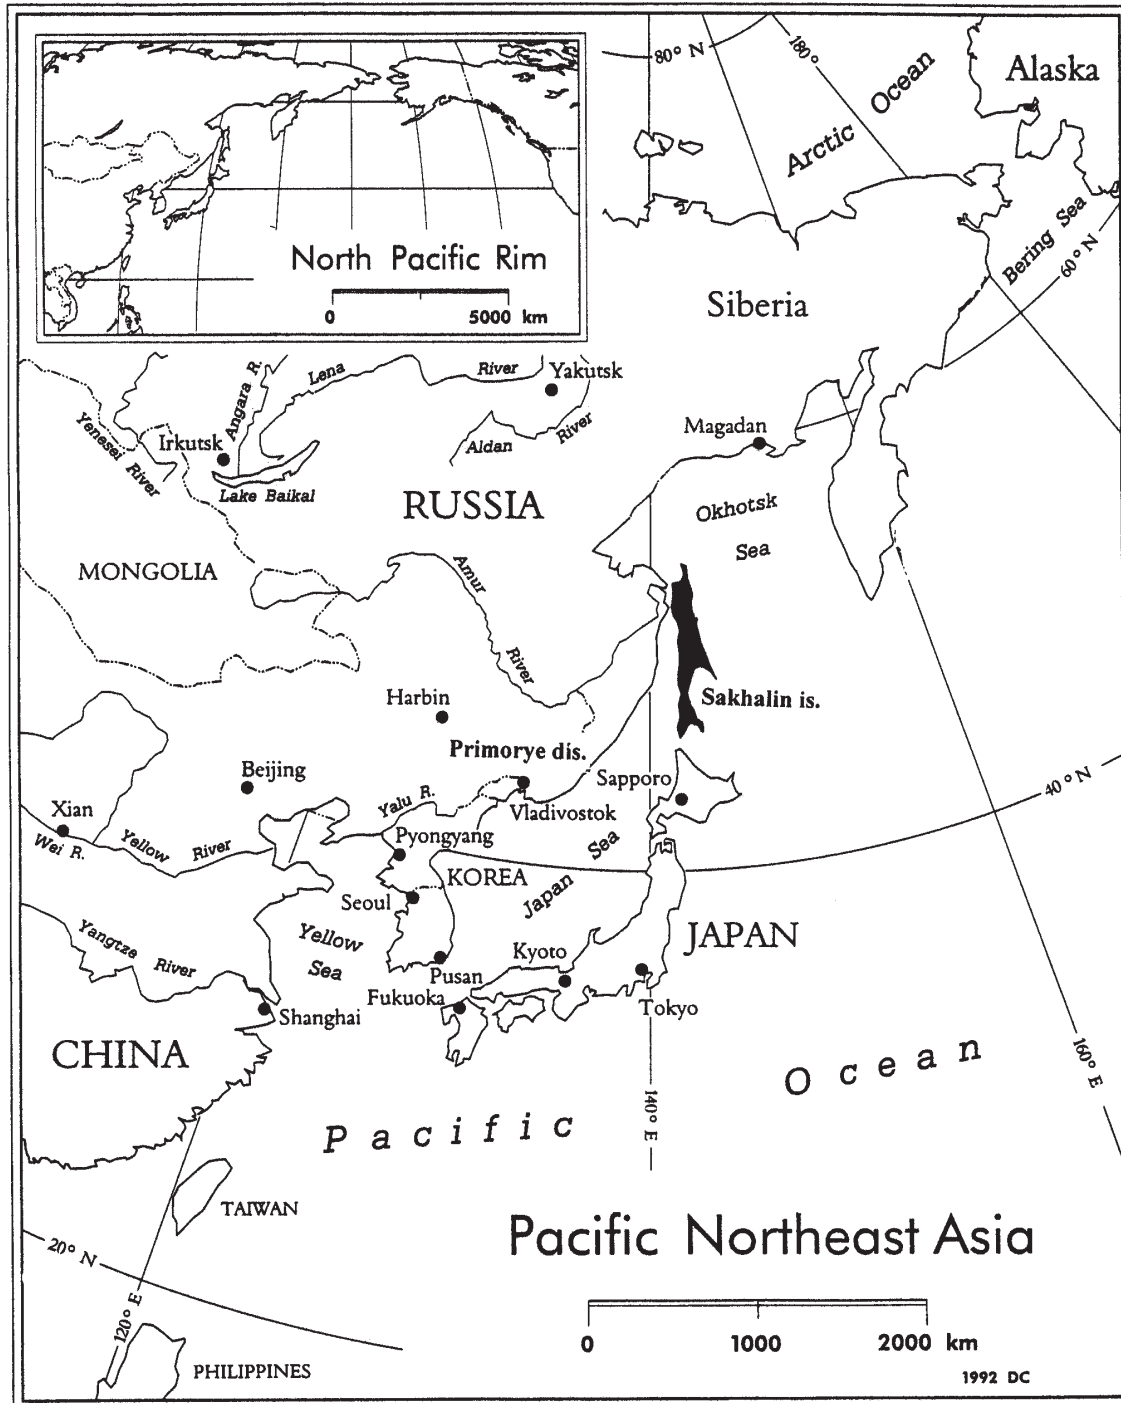 80° N
180°
Arctic Ocean
Alaska
Bering Sea
60° N
North Pacific Rim
0 5000 km
Siberia
Angara R.
Lena River
Yakutsk
Yenesei River
Irkutsk
Aldan River
Magadan
Lake Baikal
RUSSIA
Okhotsk
Sea
MONGOLIA
Amur River
Harbin
Sakhalin is.
Primorye dis.
Beijing
Sapporo
40° N
Xian
Yalu R.
Vladivostok
Wei R.
Yellow River
Pyongyang
Japan Sea
KOREA
Seoul
Yangtze River
Yellow
Sea
Kyoto
JAPAN
Pusan
Fukuoka
Tokyo
Shanghai
CHINA
Pacific Ocean
160° E
140° E
TAIWAN
Pacific Northeast Asia
20° N
120° E
0 1000 2000 km
PHILIPPINES
1992 DC